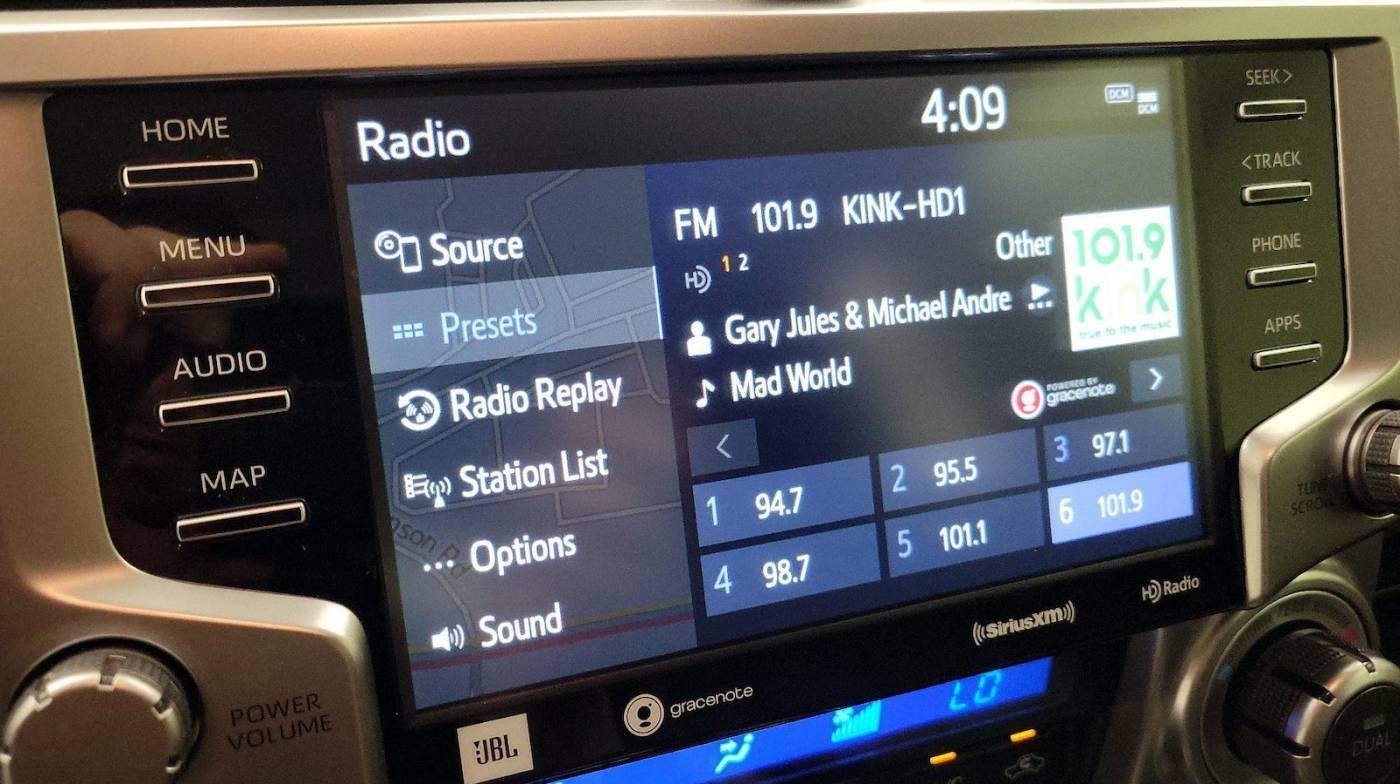 HOME
MENU
AUDIO
MAP
POWER
VOLUME
Radio
4:09
DCM
DCM
Source
Presets
Radio Replay
Station List
Options
Sound
FM 101.9 KINK-HD1
HD 1 2
Other
Gary Jules & Michael Andre
Mad World
101.9
kink
true to the music
POWERED BY
gracenote
1 94.7
2 95.5
3 97.1
4 98.7
5 101.1
6 101.9
SEEK >
< TRACK
PHONE
APPS
JBL
gracenote
((SiriusXM))
HD Radio
LO
DUAL